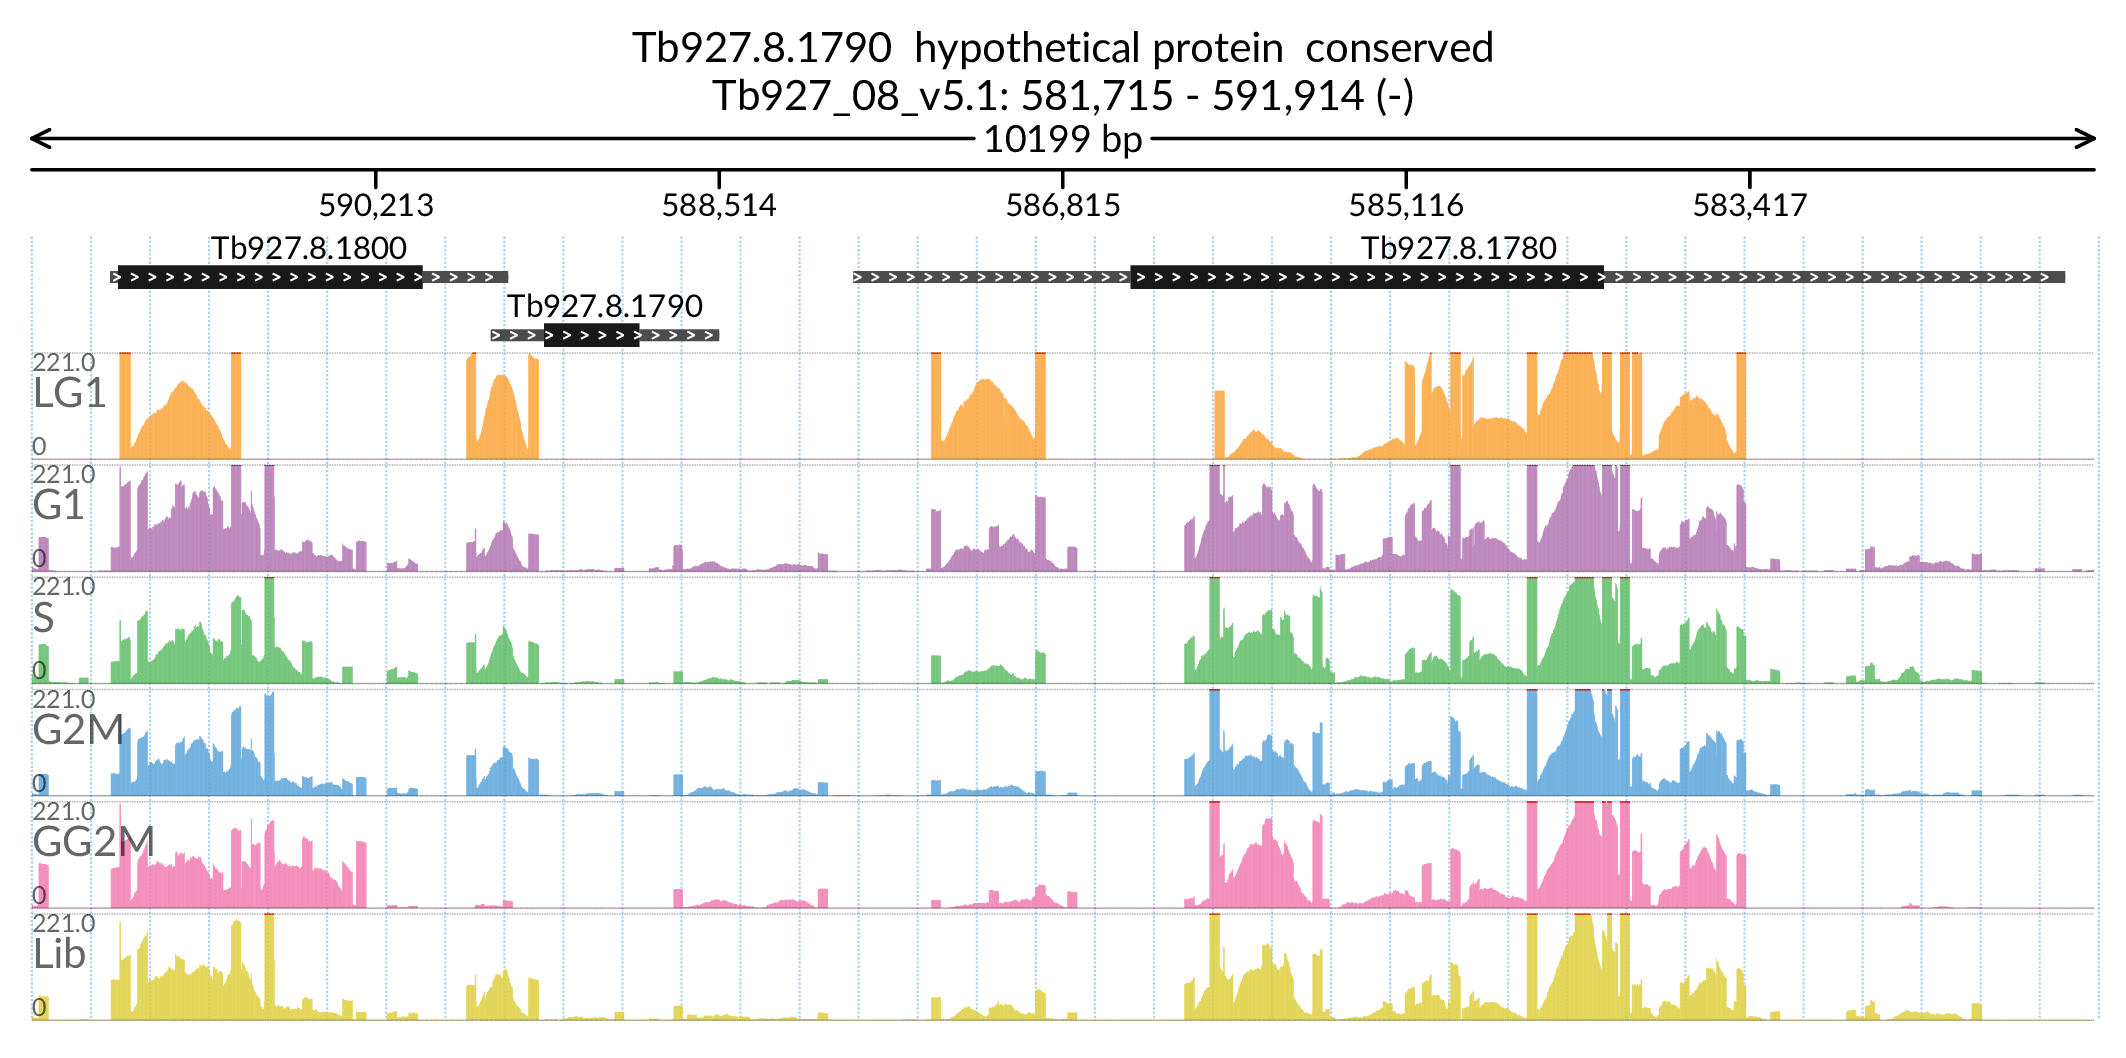 Tb927.8.1790 hypothetical protein conserved
Tb927_08_v5.1: 581,715 - 591,914 (-)
10199 bp
590,213 588,514 586,815 585,116 583,417
Tb927.8.1800 Tb927.8.1780
Tb927.8.1790
221.0
LG1
0
221.0
G1
0
221.0
S
0
221.0
G2M
0
221.0
GG2M
0
221.0
Lib
0